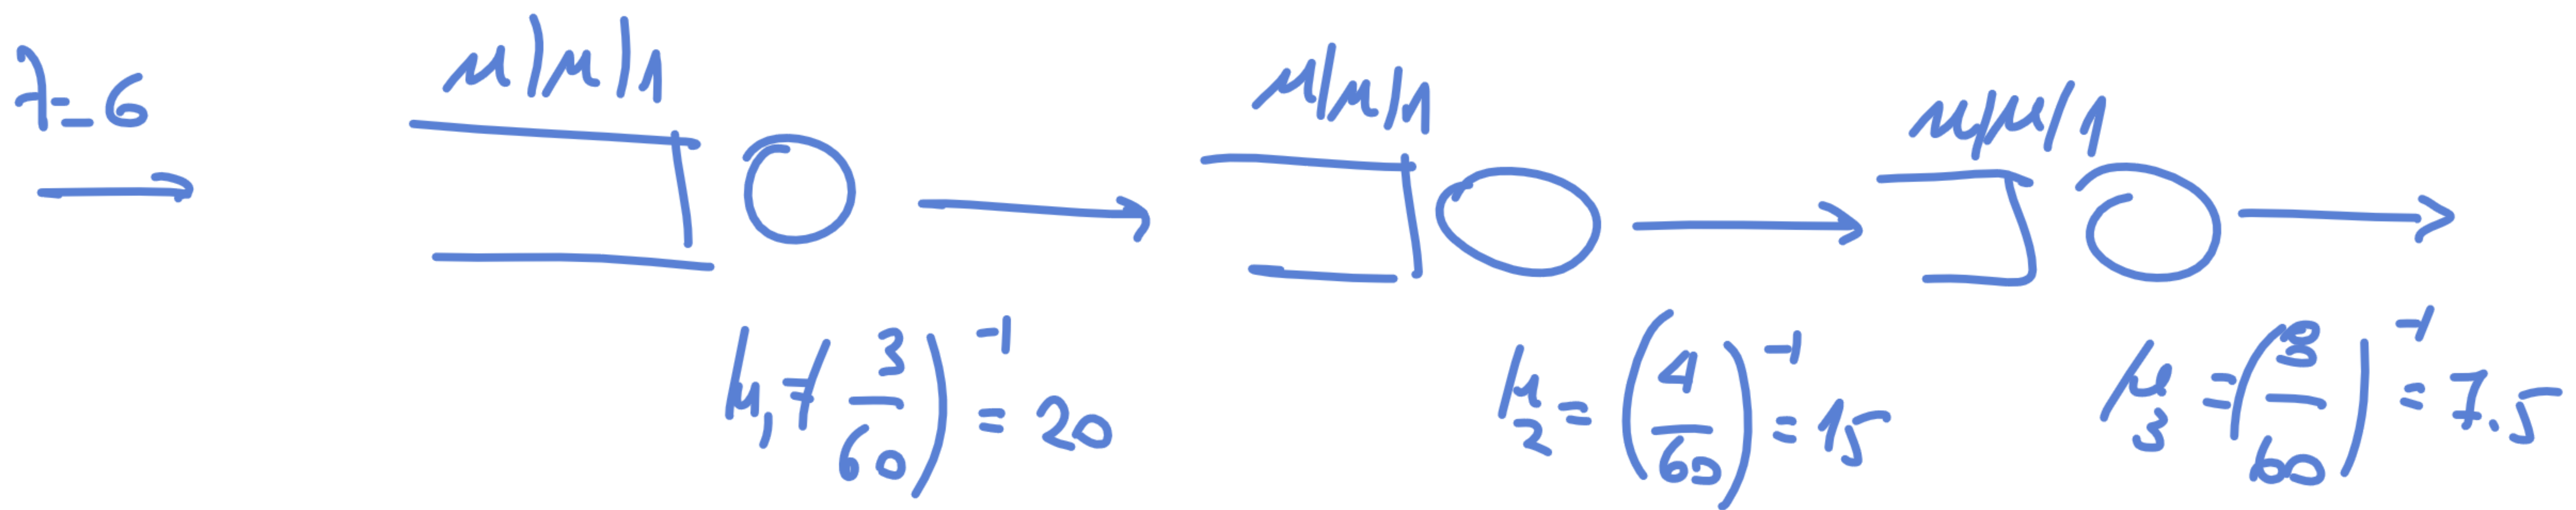 λ = 6
M/M/1
M/M/1
M/M/1
μ₁ = (3/60)⁻¹ = 20
μ₂ = (4/60)⁻¹ = 15
μ₃ = (8/60)⁻¹ = 7.5